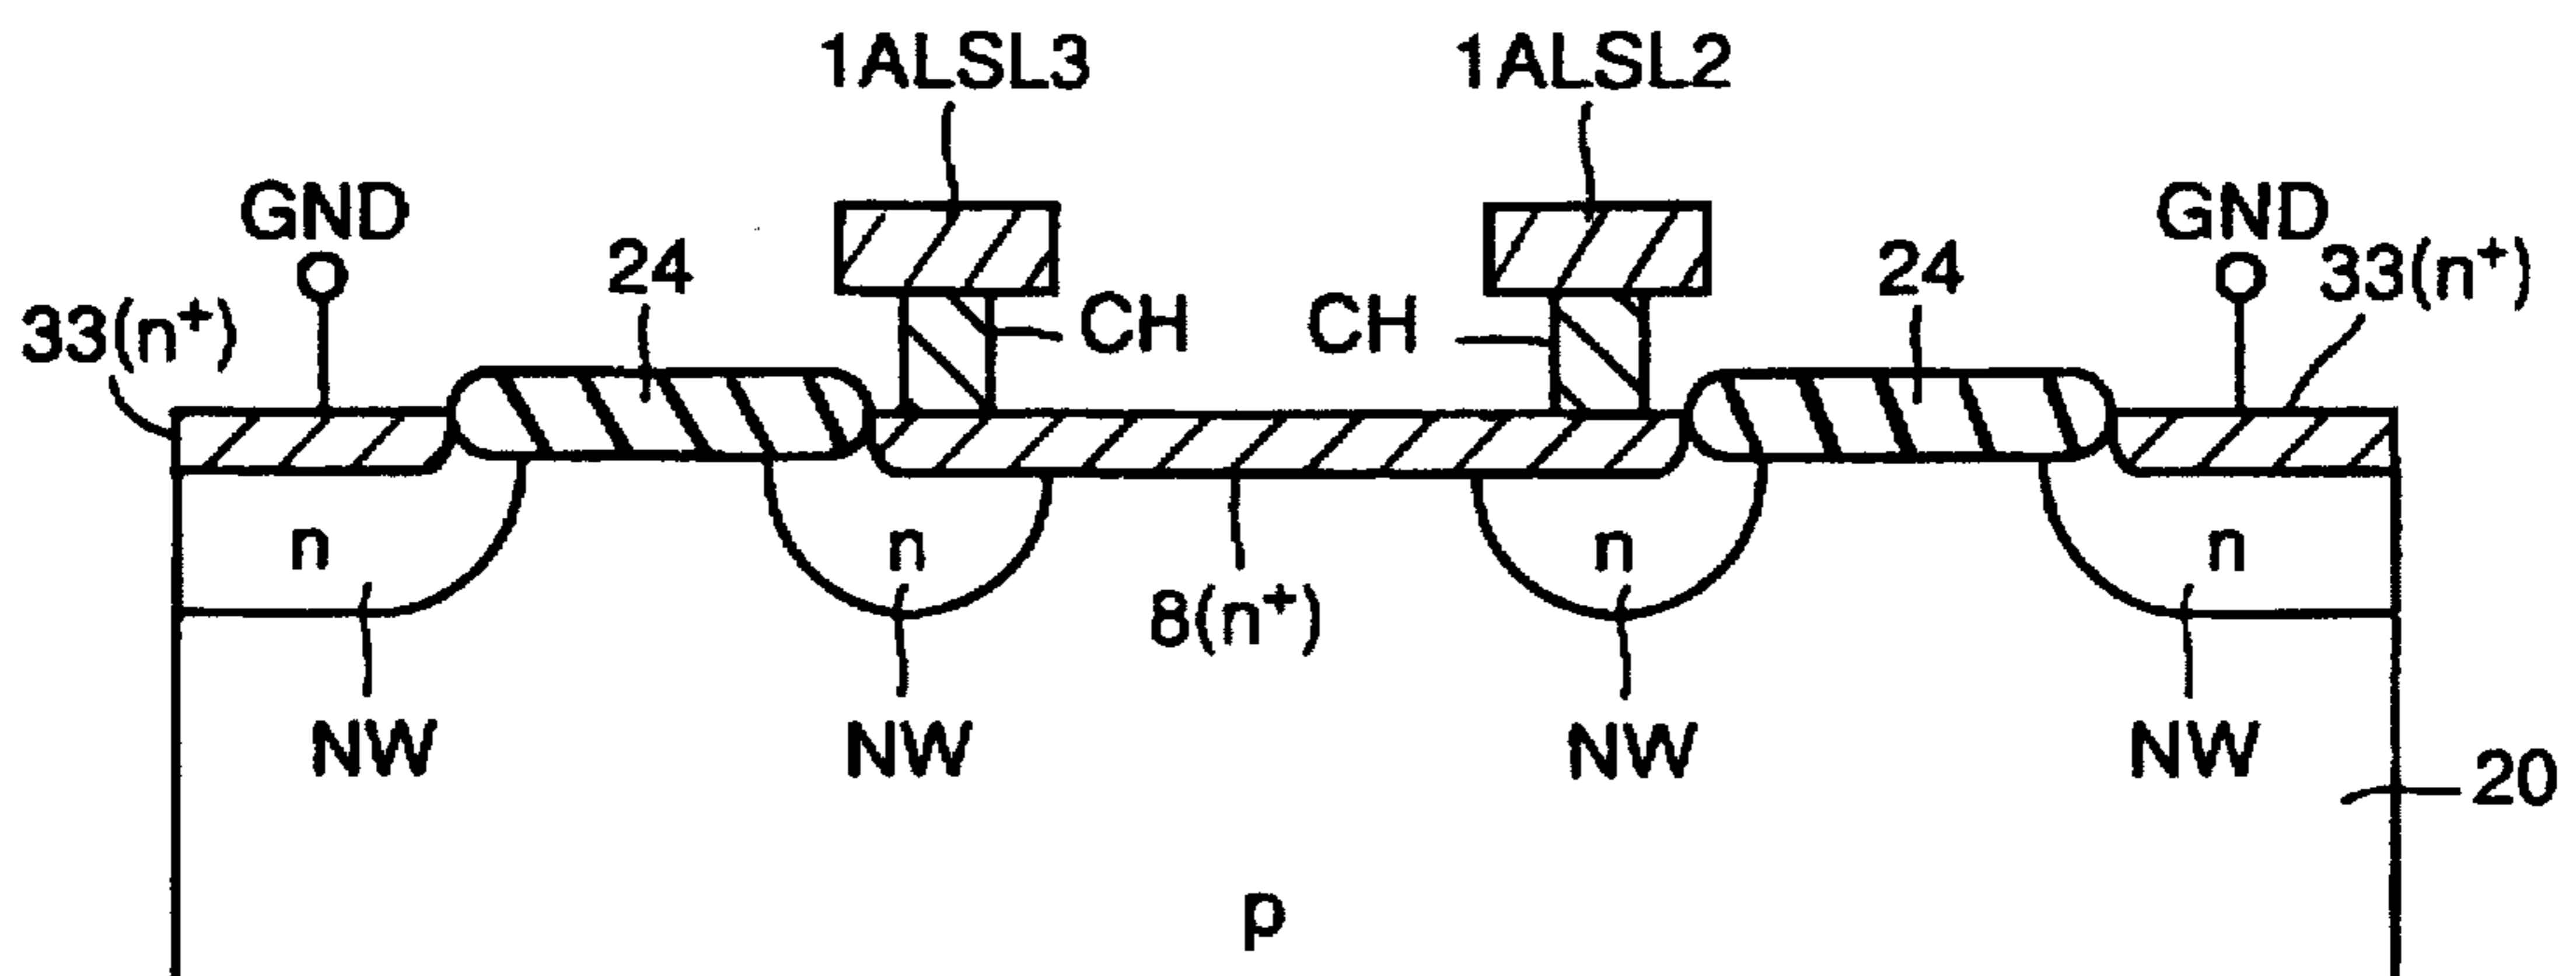 1ALSL3 1ALSL2
GND GND
24 24
33(n+) 33(n+)
CH CH
n n n n
8(n+)
NW NW NW NW
20
p